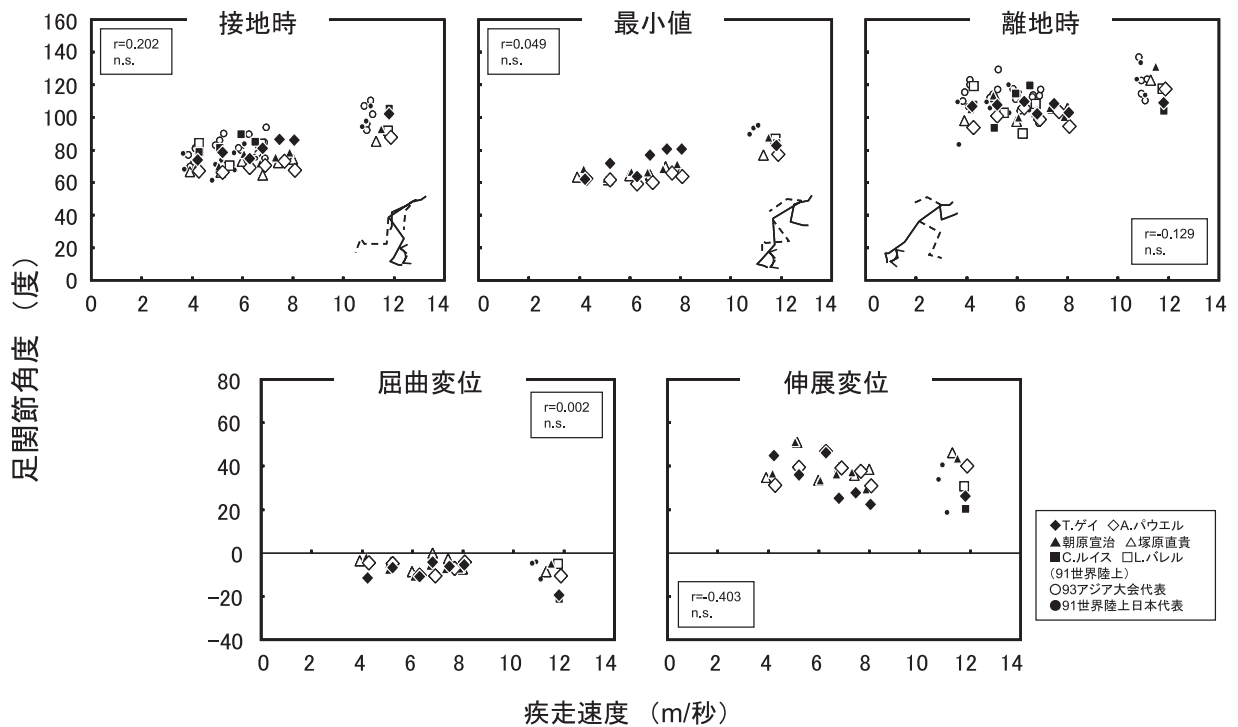 接地時
r=0.202
n.s.
160
140
120
100
80
60
40
20
0
0 2 4 6 8 10 12 14
最小値
r=0.049
n.s.
0 2 4 6 8 10 12 14
離地時
r=-0.129
n.s.
0 2 4 6 8 10 12 14
足関節角度 (度)
屈曲変位
r=0.002
n.s.
80
60
40
20
0
-20
-40
0 2 4 6 8 10 12 14
伸展変位
r=-0.403
n.s.
0 2 4 6 8 10 12 14
◆T.ゲイ ◇A.パウエル
▲朝原宣治 △塚原直貴
■C.ルイス □L.バレル
(91世界陸上)
○93アジア大会代表
●91世界陸上日本代表
疾走速度 (m/秒)